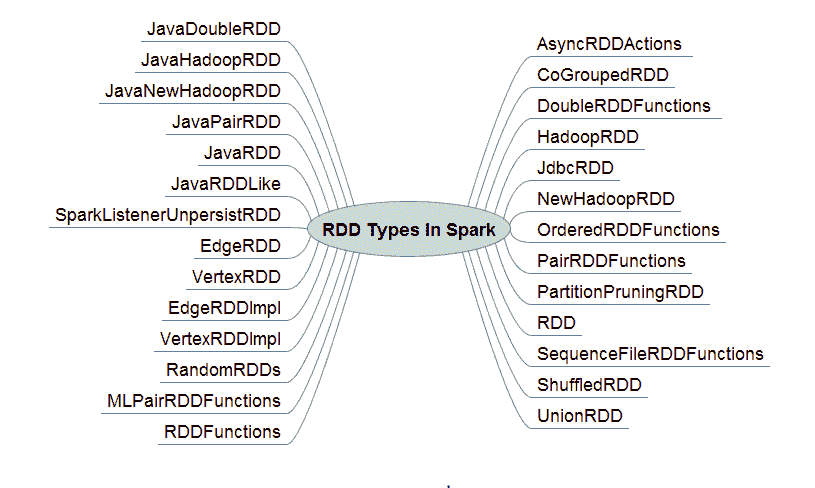 JavaDoubleRDD
JavaHadoopRDD
JavaNewHadoopRDD
JavaPairRDD
JavaRDD
JavaRDDLike
SparkListenerUnpersistRDD
EdgeRDD
VertexRDD
EdgeRDDImpl
VertexRDDImpl
RandomRDDs
MLPairRDDFunctions
RDDFunctions
RDD Types In Spark
AsyncRDDActions
CoGroupedRDD
DoubleRDDFunctions
HadoopRDD
JdbcRDD
NewHadoopRDD
OrderedRDDFunctions
PairRDDFunctions
PartitionPruningRDD
RDD
SequenceFileRDDFunctions
ShuffledRDD
UnionRDD